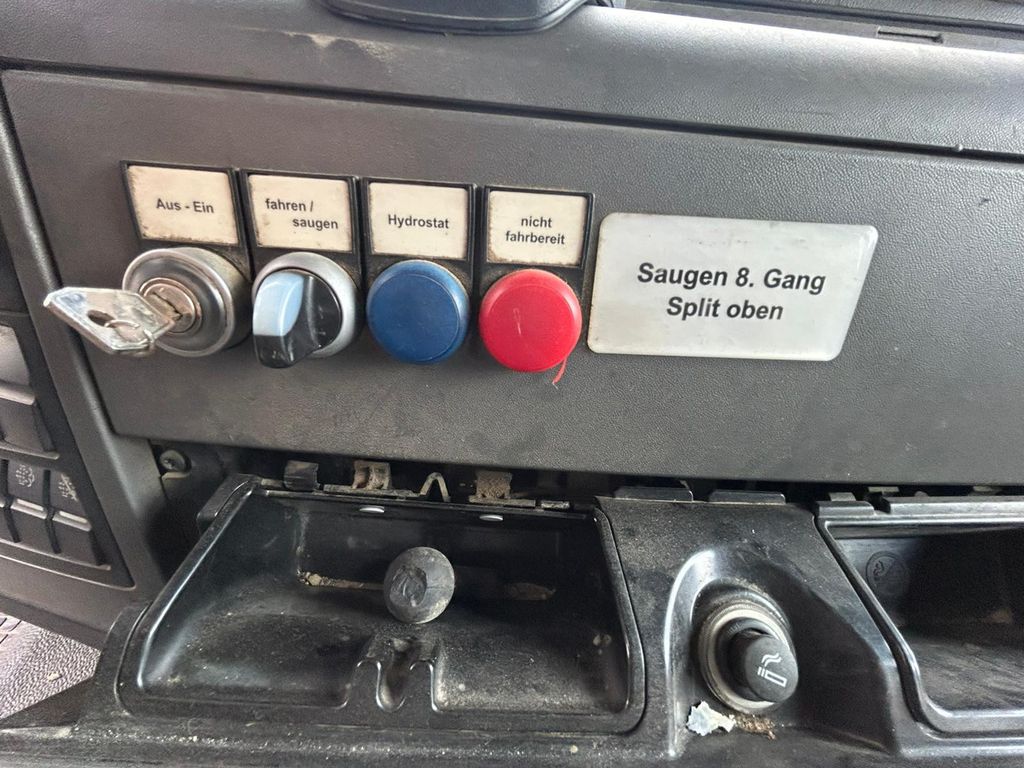 Aus - Ein
fahren /
saugen
Hydrostat
nicht
fahrbereit
Saugen 8. Gang
Split oben